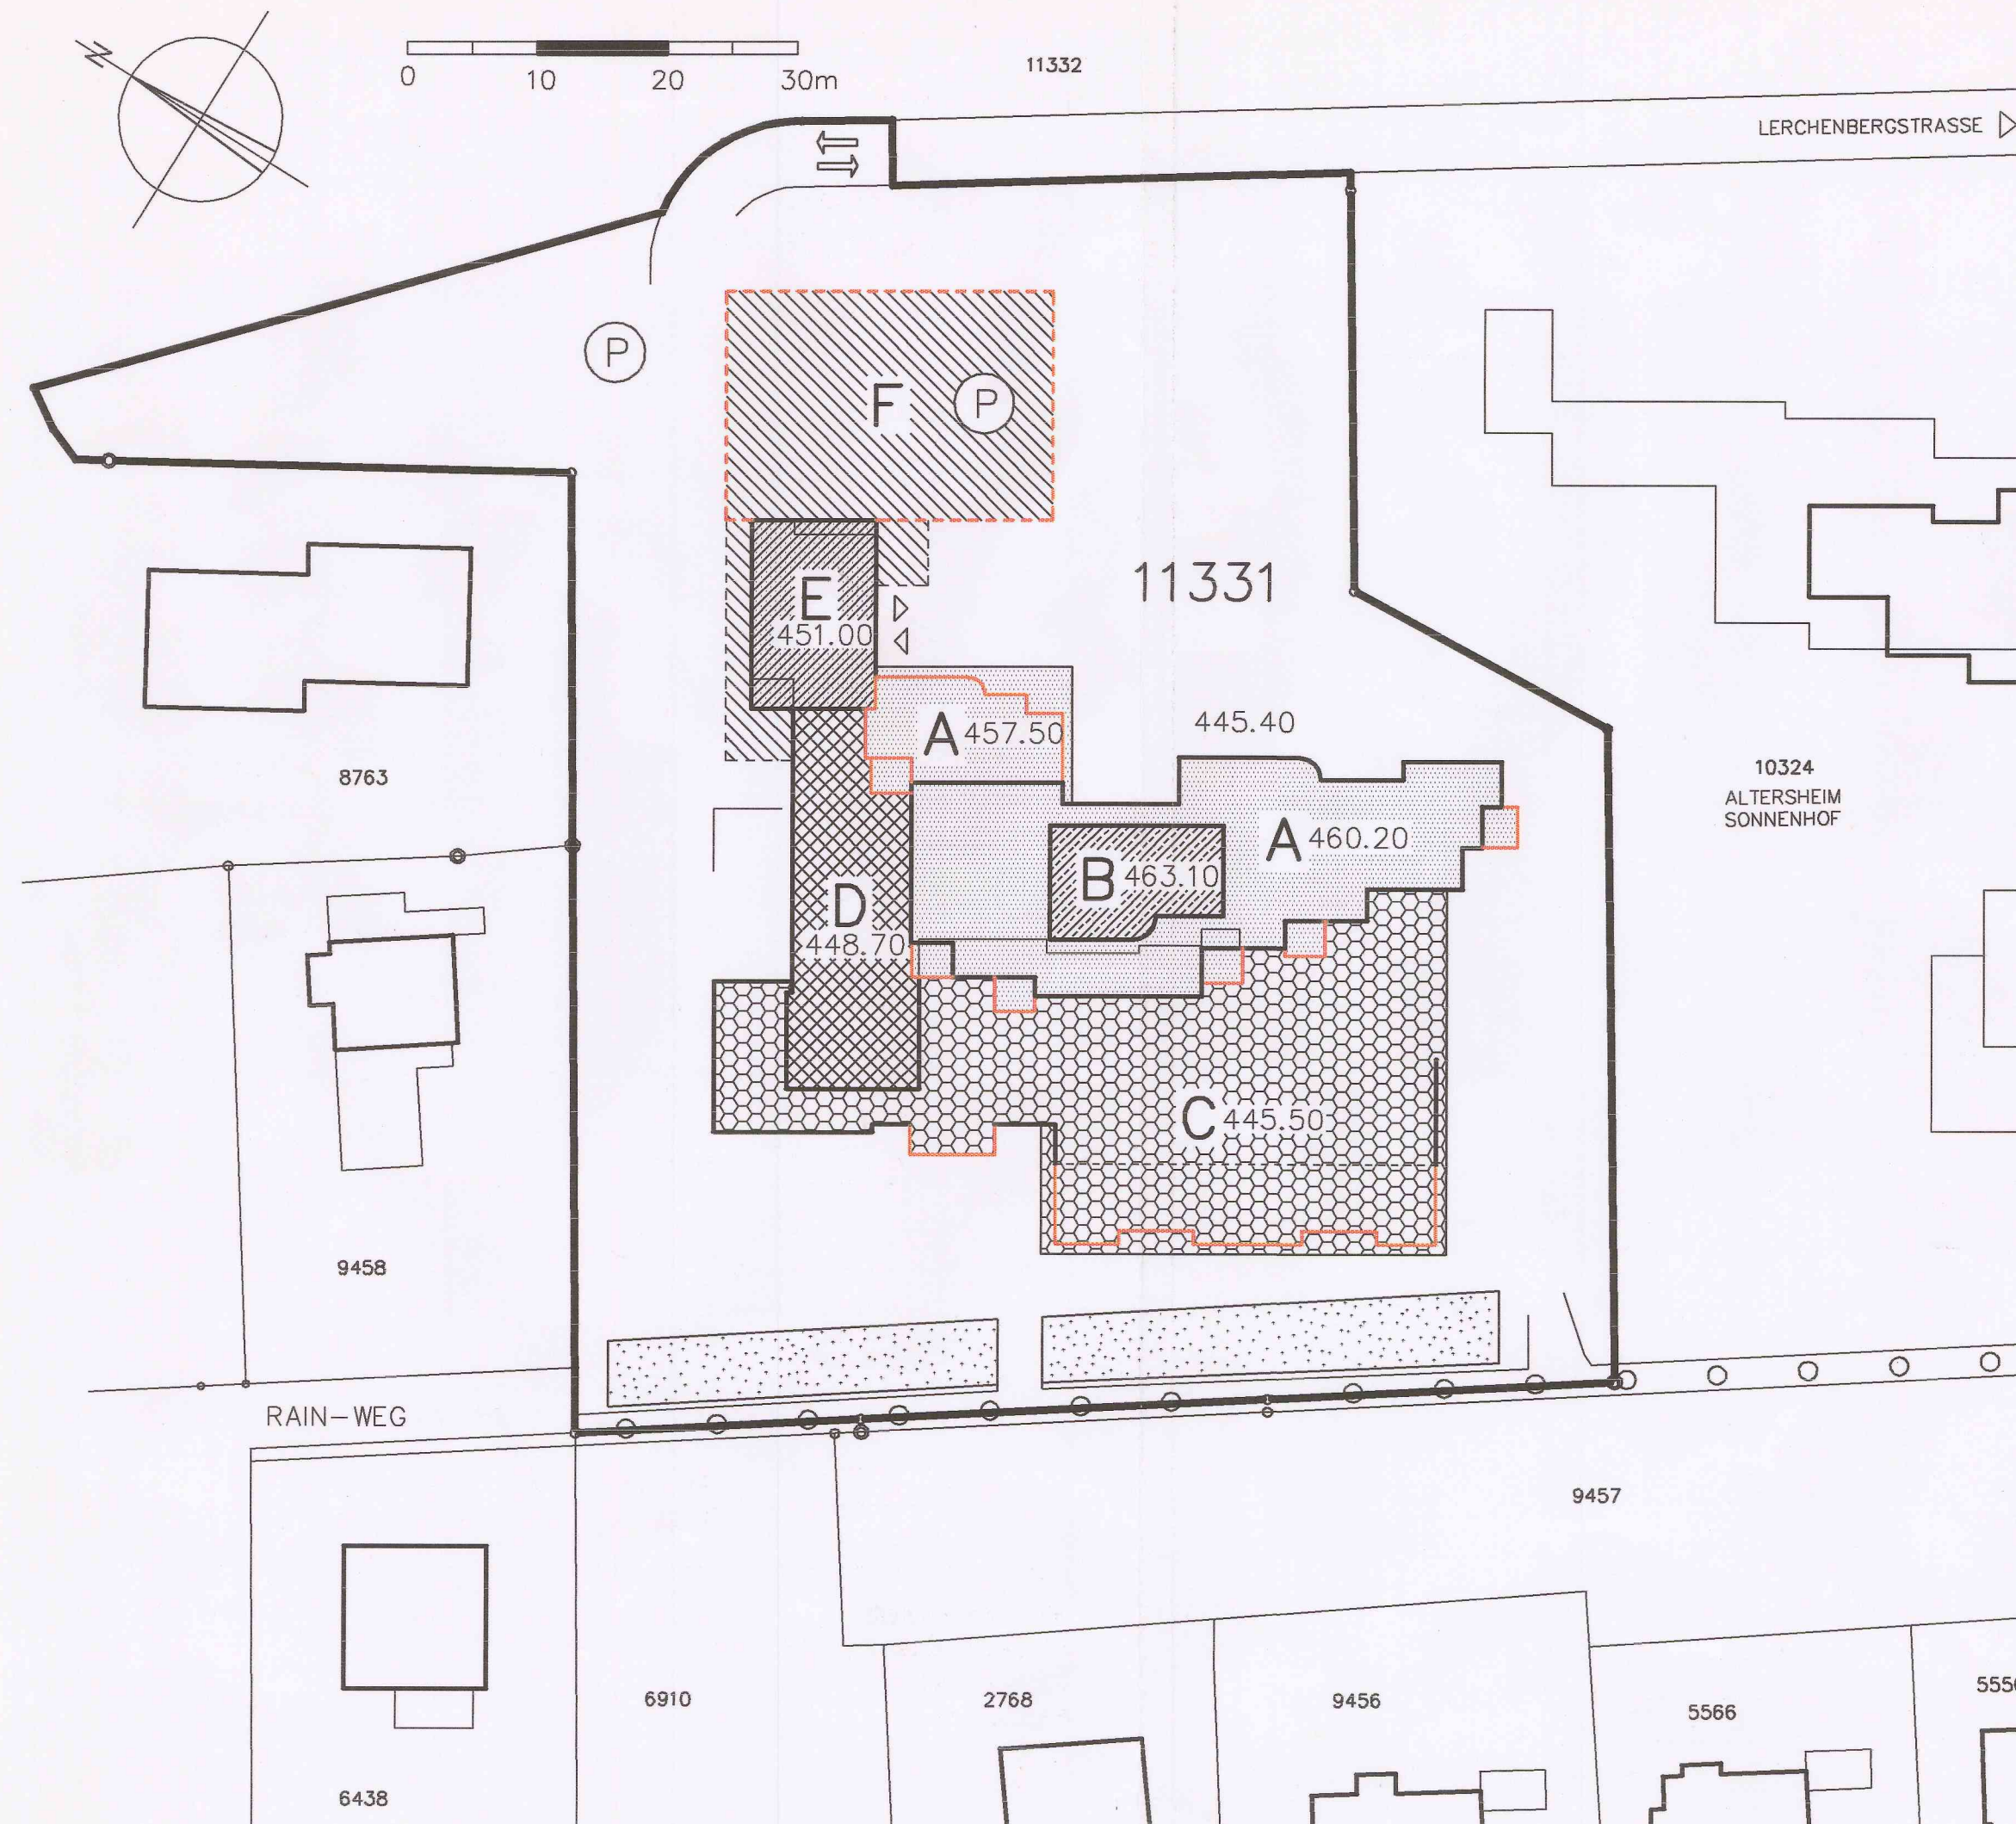 N
0 10 20 30m
11332
LERCHENBERGSTRASSE
P
F
P
11331
E
451.00
A 457.50
445.40
8763
10324
ALTERSHEIM
SONNENHOF
A 460.20
B 463.10
D
448.70
C 445.50
9458
RAIN-WEG
9457
6910
2768
9456
5566
6438